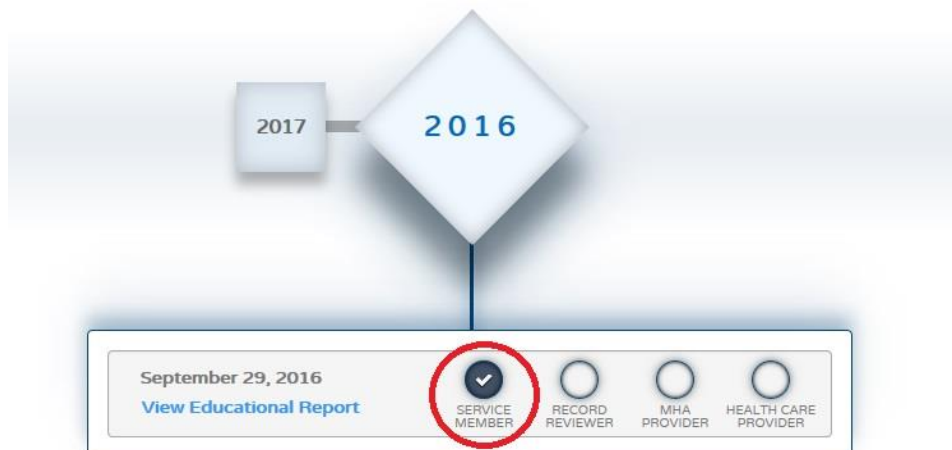 2017
2016
September 29, 2016
View Educational Report
SERVICE
MEMBER
RECORD
REVIEWER
MHA
PROVIDER
HEALTH CARE
PROVIDER